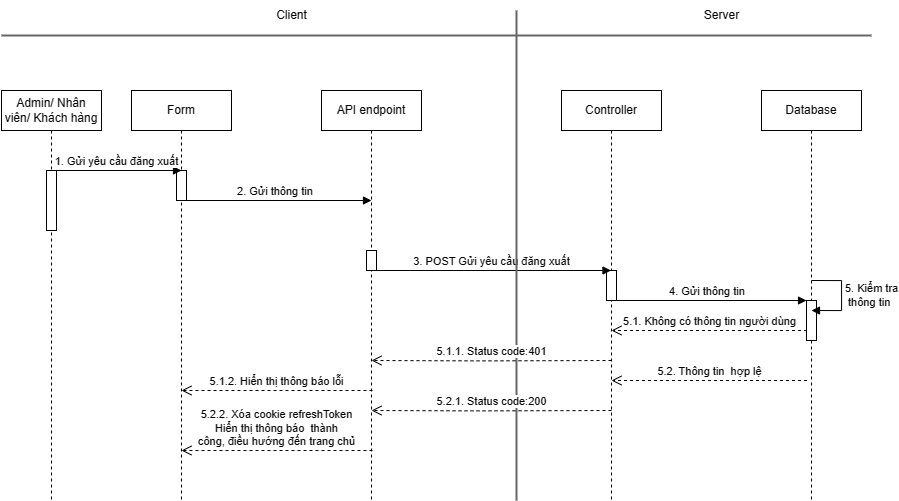 Client
Server
Admin/ Nhân
viên/ Khách hàng
Form
API endpoint
Controller
Database
1. Gửi yêu cầu đăng xuất
2. Gửi thông tin
3. POST Gửi yêu cầu đăng xuất
4. Gửi thông tin
5. Kiểm tra
thông tin
5.1. Không có thông tin người dùng
5.1.1. Status code:401
5.1.2. Hiển thị thông báo lỗi
5.2. Thông tin hợp lệ
5.2.1. Status code:200
5.2.2. Xóa cookie refreshToken
Hiển thị thông báo thành
công, điều hướng đến trang chủ